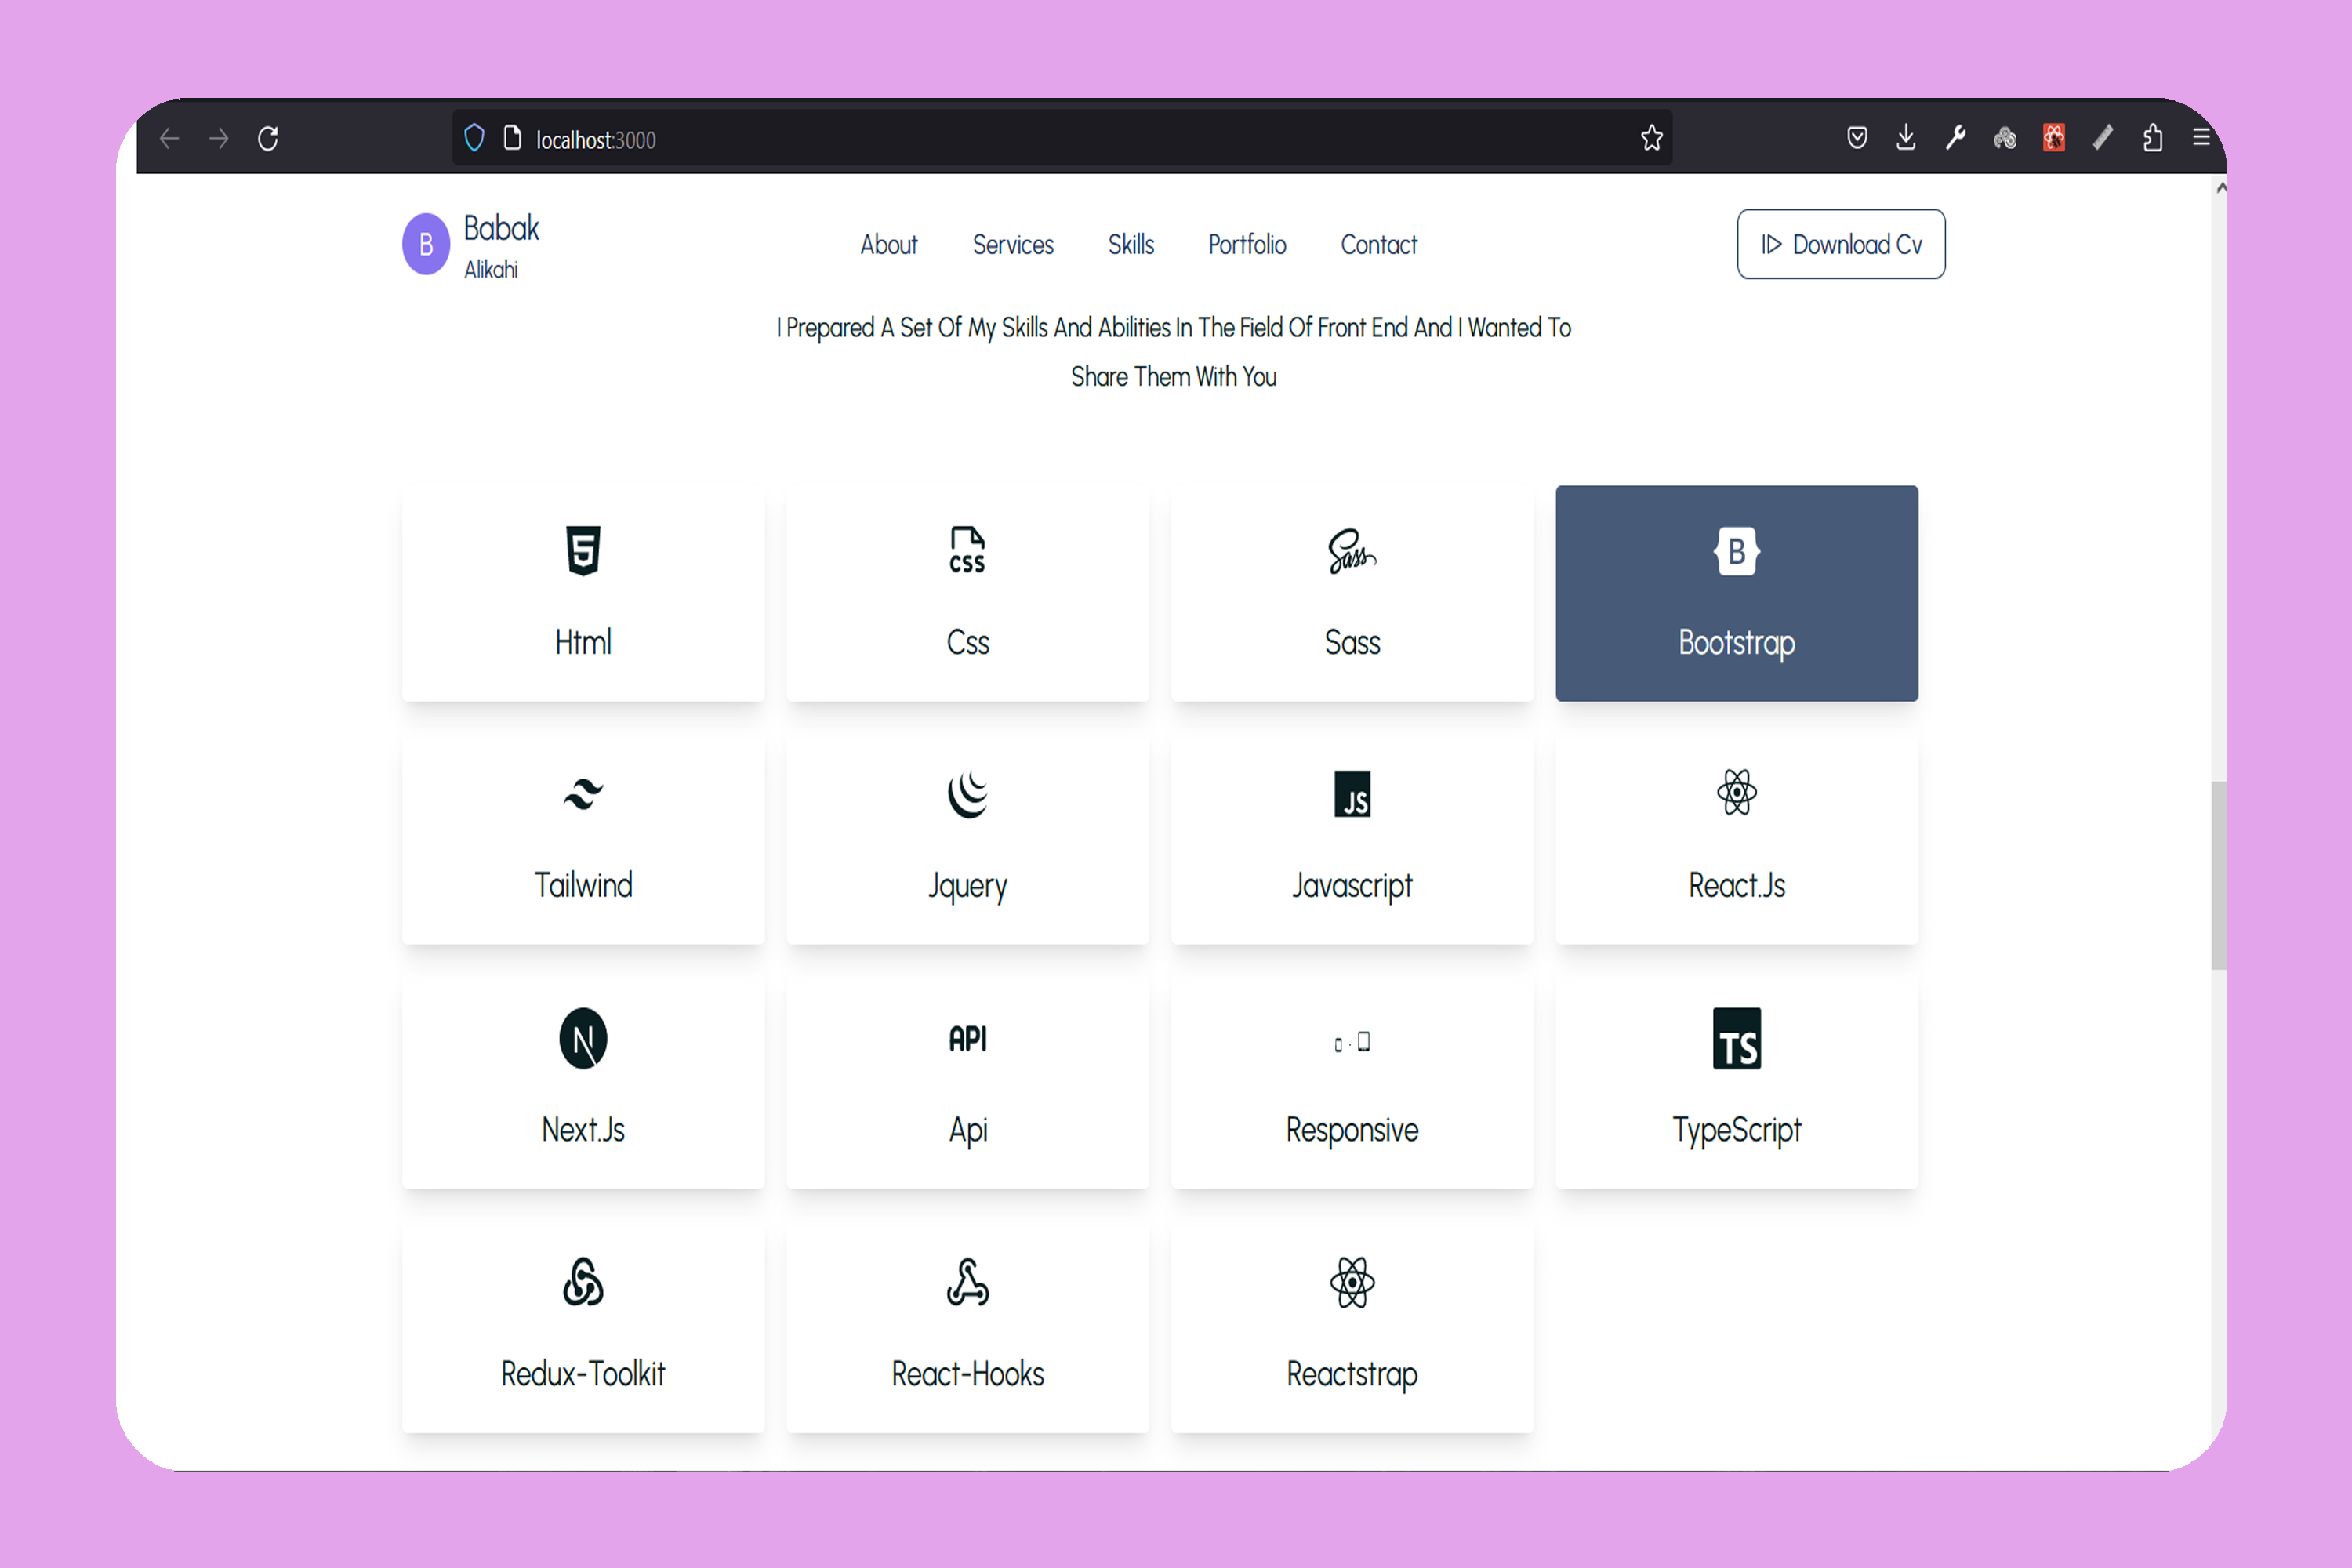 localhost:3000
B
Babak
Alikahi
About Services Skills Portfolio Contact
Download Cv
I Prepared A Set Of My Skills And Abilities In The Field Of Front End And I Wanted To
Share Them With You
5 CSS Sass B
Html Css Sass Bootstrap
JS
Tailwind Jquery Javascript React.Js
N API TS
Next.Js Api Responsive TypeScript
Redux-Toolkit React-Hooks Reactstrap